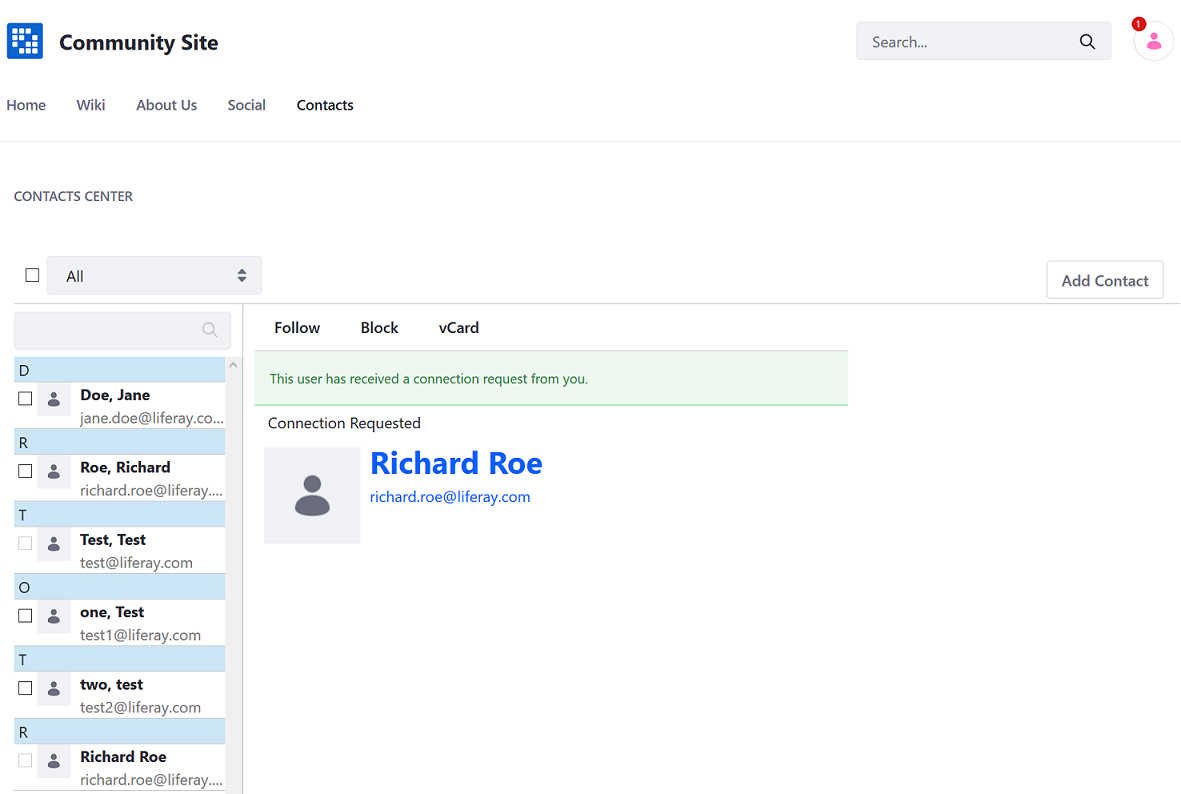 Community Site
Search...
1
Home Wiki About Us Social Contacts
CONTACTS CENTER
All
Add Contact
Follow Block vCard
This user has received a connection request from you.
Connection Requested
Richard Roe
richard.roe@liferay.com
D
Doe, Jane
jane.doe@liferay.co...
R
Roe, Richard
richard.roe@liferay....
T
Test, Test
test@liferay.com
O
one, Test
test1@liferay.com
T
two, test
test2@liferay.com
R
Richard Roe
richard.roe@liferay....